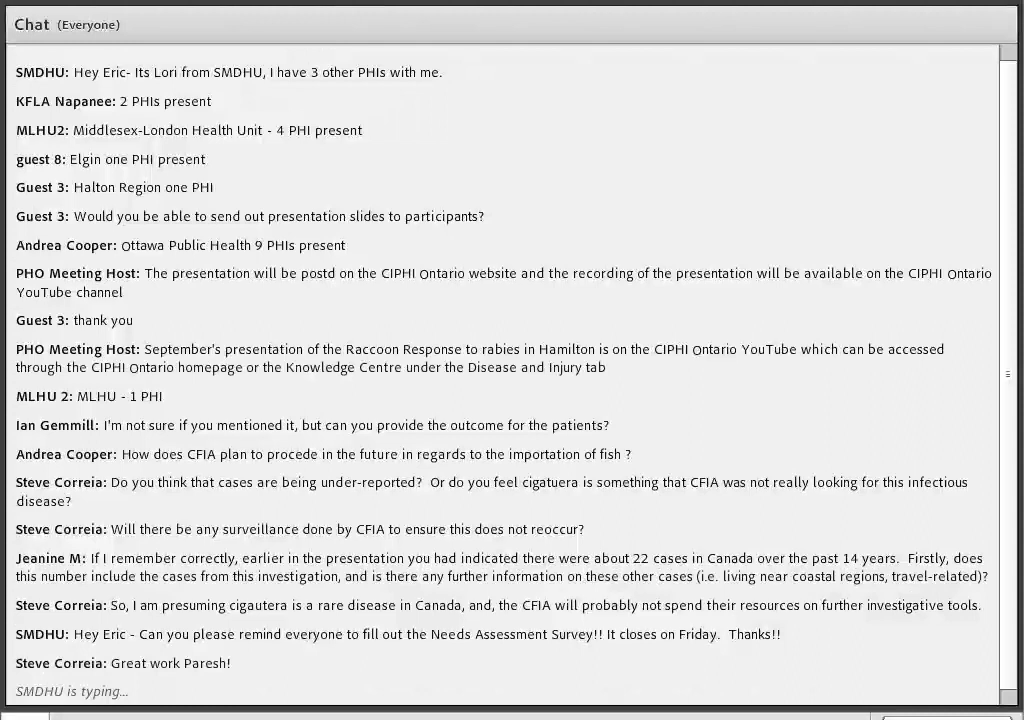 Chat (Everyone)
SMDHU: Hey Eric- Its Lori from SMDHU, I have 3 other PHIs with me.
KFLA Napanee: 2 PHIs present
MLHU2: Middlesex-London Health Unit - 4 PHI present
guest 8: Elgin one PHI present
Guest 3: Halton Region one PHI
Guest 3: Would you be able to send out presentation slides to participants?
Andrea Cooper: Ottawa Public Health 9 PHIs present
PHO Meeting Host: The presentation will be postd on the CIPHI Ontario website and the recording of the presentation will be available on the CIPHI Ontario
YouTube channel
Guest 3: thank you
PHO Meeting Host: September's presentation of the Raccoon Response to rabies in Hamilton is on the CIPHI Ontario YouTube which can be accessed
through the CIPHI Ontario homepage or the Knowledge Centre under the Disease and Injury tab
MLHU 2: MLHU - 1 PHI
Ian Gemmill: I'm not sure if you mentioned it, but can you provide the outcome for the patients?
Andrea Cooper: How does CFIA plan to procede in the future in regards to the importation of fish ?
Steve Correia: Do you think that cases are being under-reported?  Or do you feel cigatuera is something that CFIA was not really looking for this infectious
disease?
Steve Correia: Will there be any surveillance done by CFIA to ensure this does not reoccur?
Jeanine M: If I remember correctly, earlier in the presentation you had indicated there were about 22 cases in Canada over the past 14 years.  Firstly, does
this number include the cases from this investigation, and is there any further information on these other cases (i.e. living near coastal regions, travel-related)?
Steve Correia: So, I am presuming cigautera is a rare disease in Canada, and, the CFIA will probably not spend their resources on further investigative tools.
SMDHU: Hey Eric - Can you please remind everyone to fill out the Needs Assessment Survey!! It closes on Friday.  Thanks!!
Steve Correia: Great work Paresh!
SMDHU is typing...